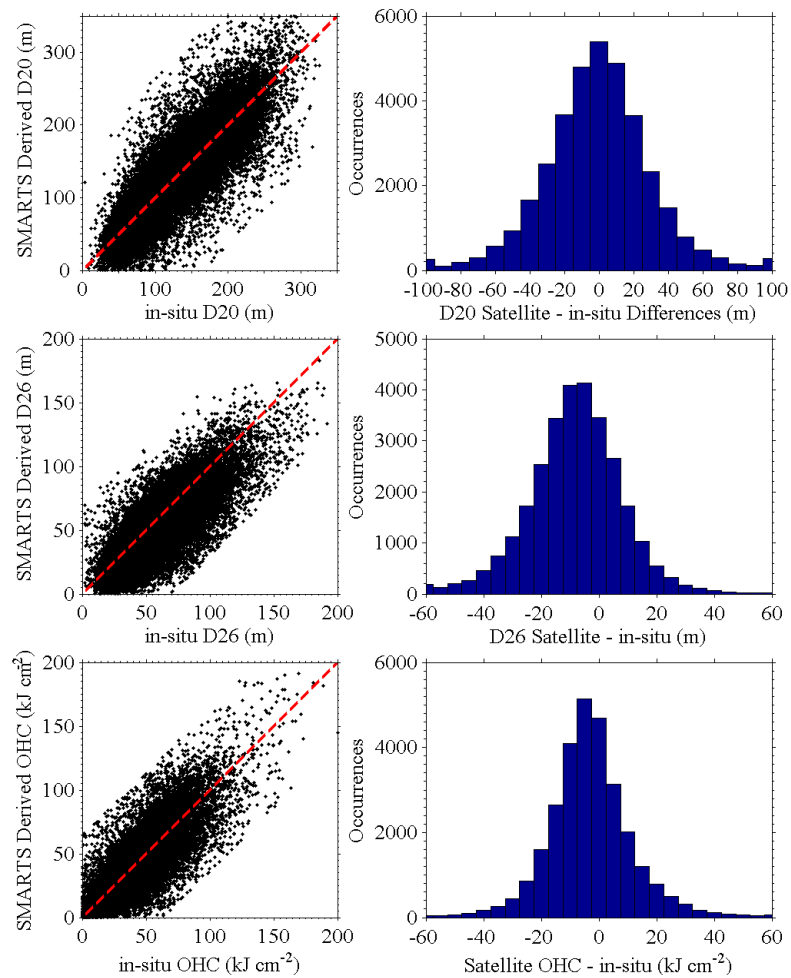 SMARTS Derived D20 (m)
300
200
100
0
0 100 200 300
in-situ D20 (m)
Occurrences
6000
4000
2000
0
-100 -80 -60 -40 -20 0 20 40 60 80 100
D20 Satellite - in-situ Differences (m)
SMARTS Derived D26 (m)
200
150
100
50
0
0 50 100 150 200
in-situ D26 (m)
Occurrences
5000
4000
3000
2000
1000
0
-60 -40 -20 0 20 40 60
D26 Satellite - in-situ (m)
SMARTS Derived OHC (kJ cm⁻²)
200
150
100
50
0
0 50 100 150 200
in-situ OHC (kJ cm⁻²)
Occurrences
6000
4000
2000
0
-60 -40 -20 0 20 40 60
Satellite OHC - in-situ (kJ cm⁻²)